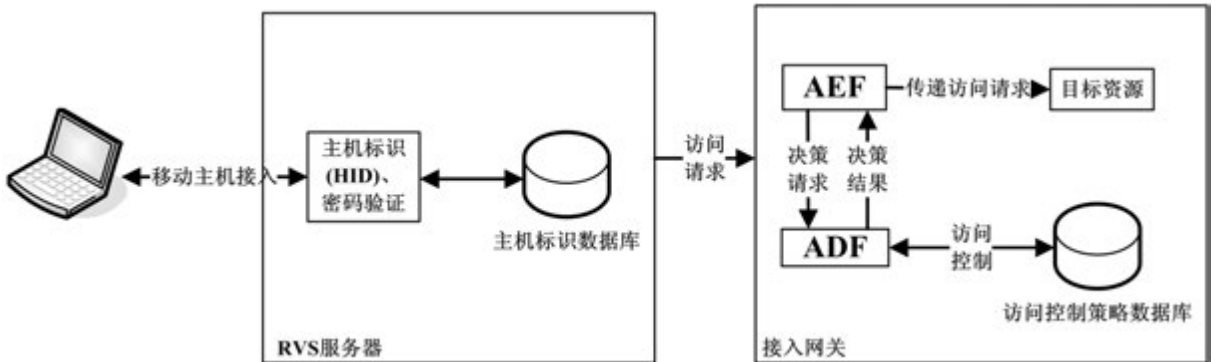 移动主机接入
主机标识
(HID)、
密码验证
主机标识数据库
RVS服务器
访问
请求
AEF
传递访问请求
目标资源
决策
请求
决策
结果
ADF
访问
控制
访问控制策略数据库
接入网关